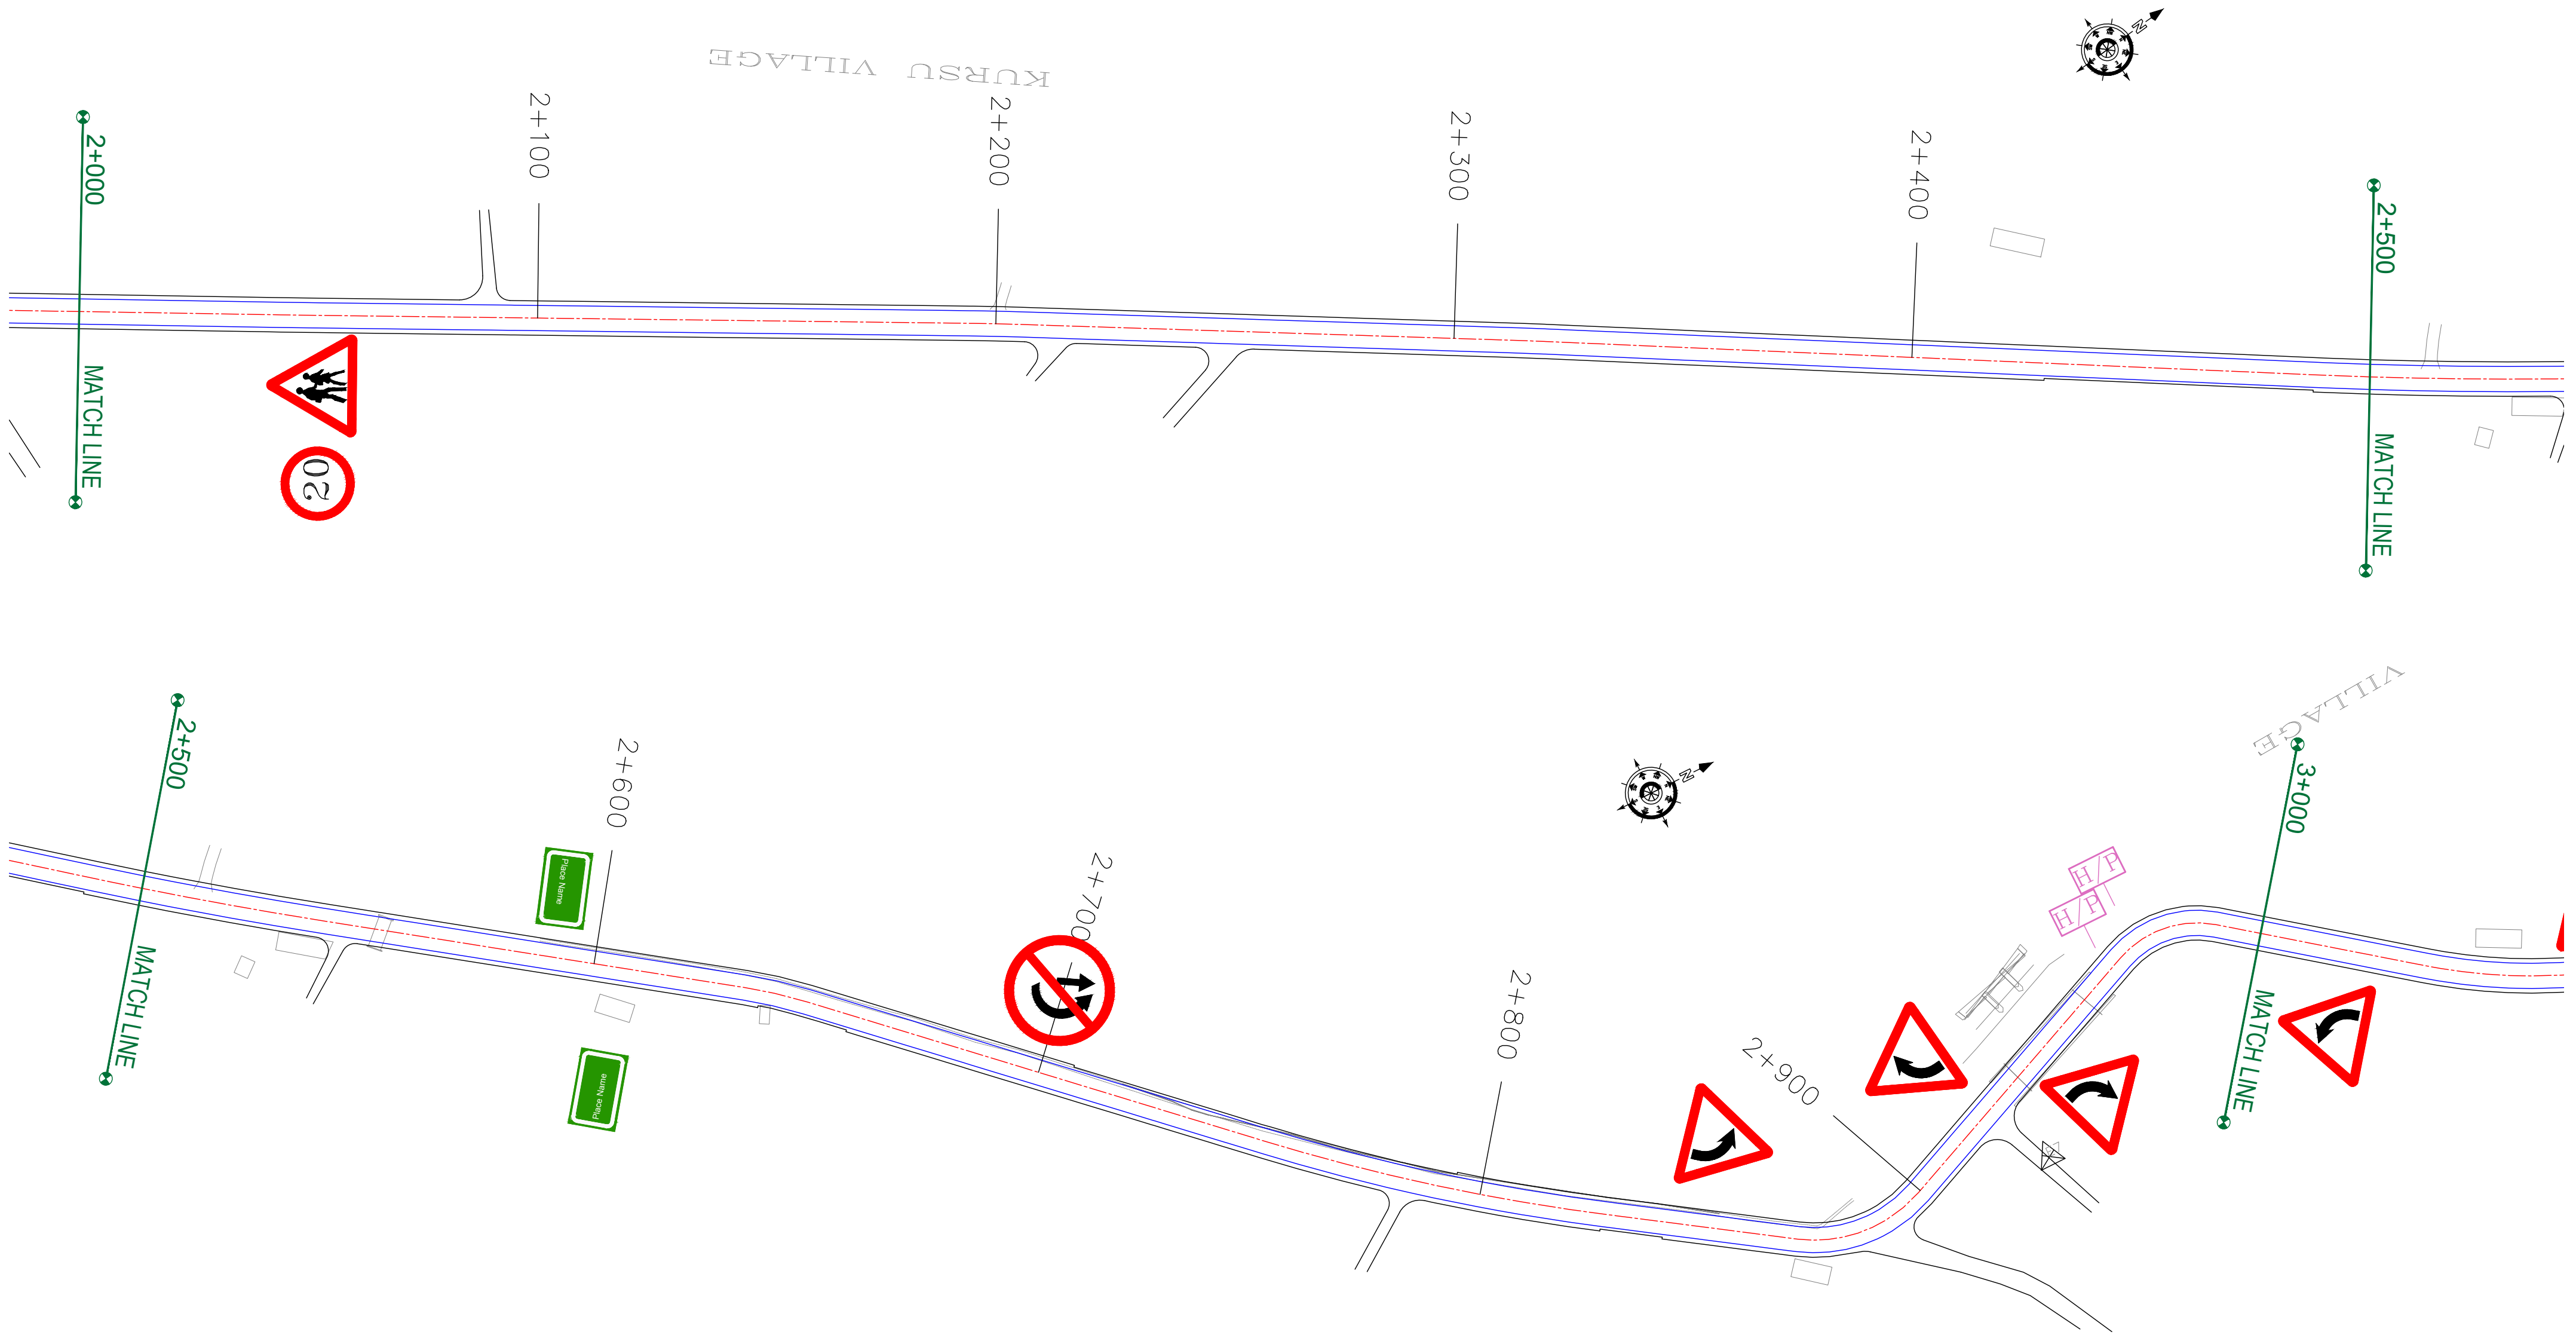 KURSU VILLAGE
N
2+000
2+100
2+200
2+300
2+400
2+500
MATCH LINE
MATCH LINE
20
VILLAGE
2+500
2+600
2+700
2+800
2+900
3+000
N
Place Name
Place Name
H/P
H/P
MATCH LINE
MATCH LINE